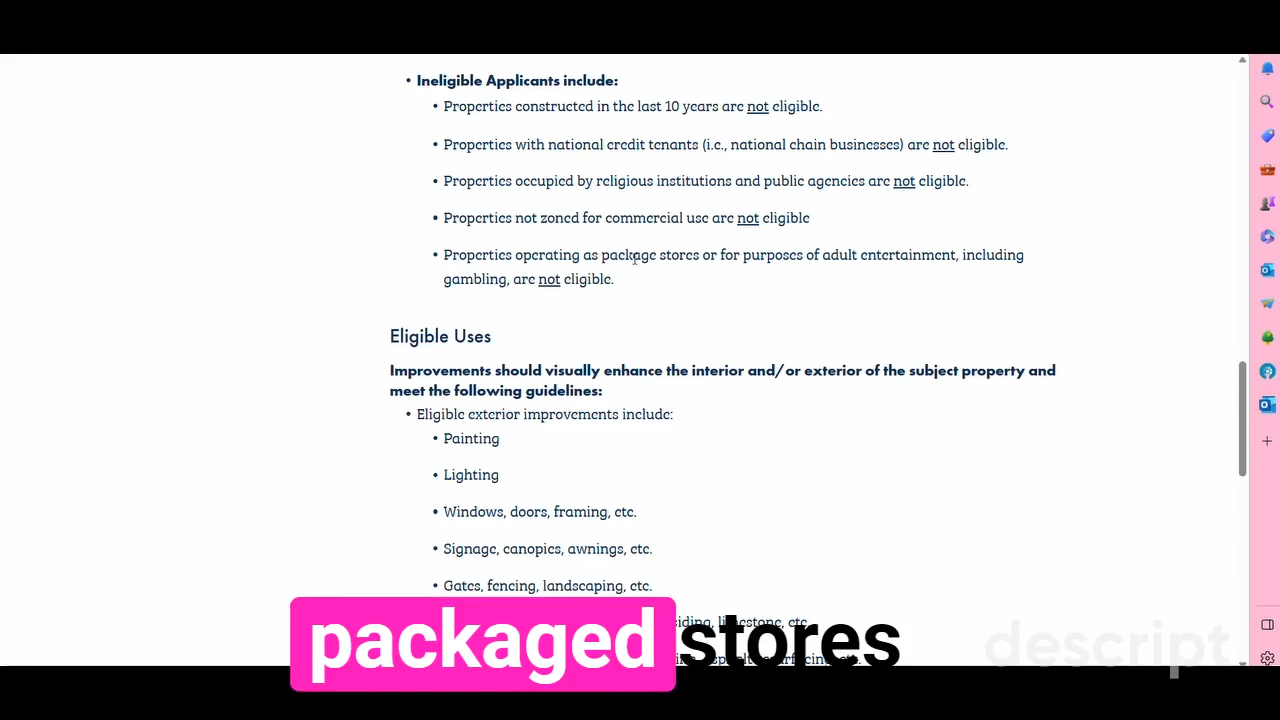 • Ineligible Applicants include:
• Properties constructed in the last 10 years are not eligible.
• Properties with national credit tenants (i.e., national chain businesses) are not eligible.
• Properties occupied by religious institutions and public agencies are not eligible.
• Properties not zoned for commercial use are not eligible
• Properties operating as package stores or for purposes of adult entertainment, including
gambling, are not eligible.
Eligible Uses
Improvements should visually enhance the interior and/or exterior of the subject property and
meet the following guidelines:
• Eligible exterior improvements include:
• Painting
• Lighting
• Windows, doors, framing, etc.
• Signage, canopies, awnings, etc.
• Gates, fencing, landscaping, etc.
limestone, etc.
etc.
packaged stores
descript